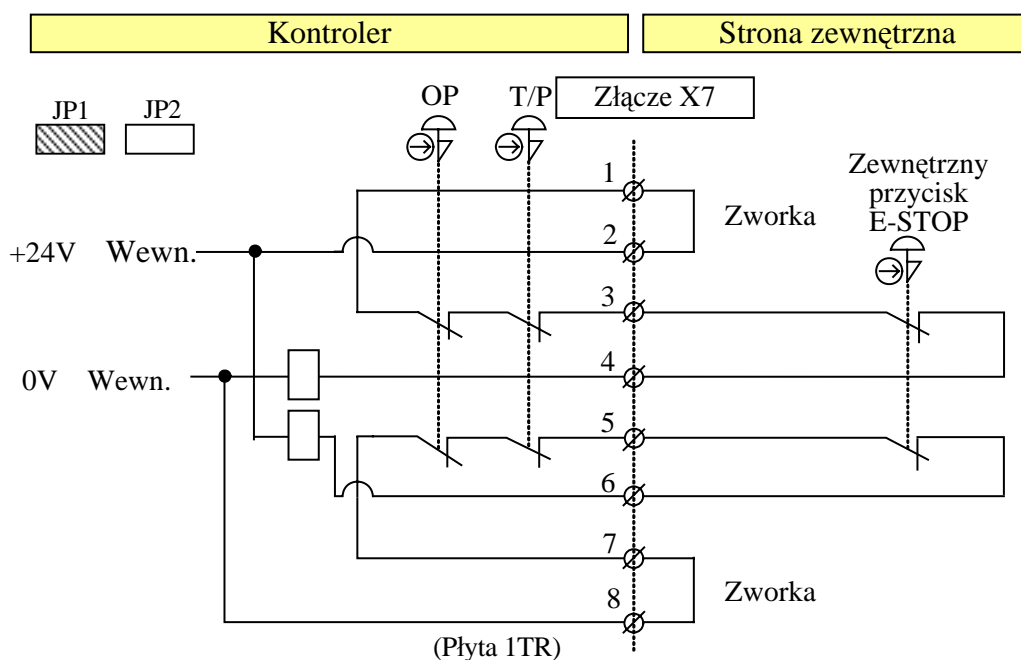 Kontroler
Strona zewnętrzna
JP1
JP2
OP
T/P
Złącze X7
1
Zworka
Zewnętrzny
przycisk
E-STOP
2
+24V Wewn.
3
0V Wewn.
4
5
6
7
Zworka
8
(Płyta 1TR)